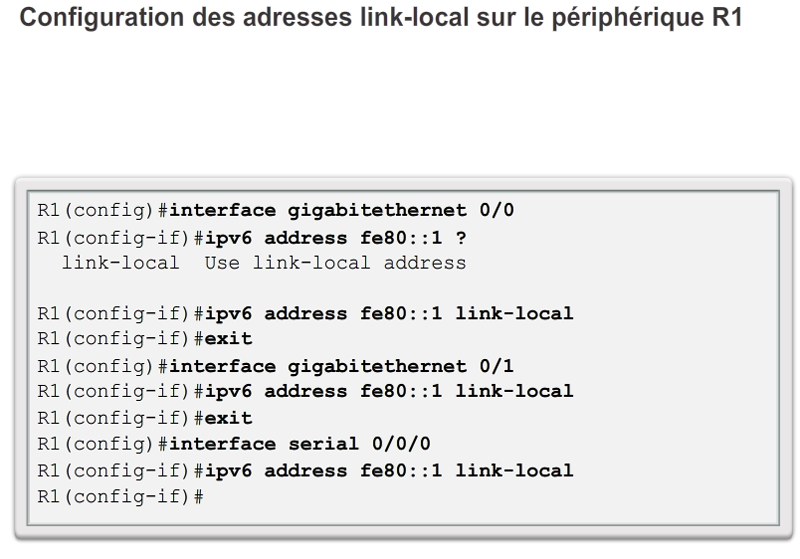 Configuration des adresses link-local sur le périphérique R1
R1(config)#interface gigabitethernet 0/0
R1(config-if)#ipv6 address fe80::1 ?
  link-local  Use link-local address
R1(config-if)#ipv6 address fe80::1 link-local
R1(config-if)#exit
R1(config)#interface gigabitethernet 0/1
R1(config-if)#ipv6 address fe80::1 link-local
R1(config-if)#exit
R1(config)#interface serial 0/0/0
R1(config-if)#ipv6 address fe80::1 link-local
R1(config-if)#